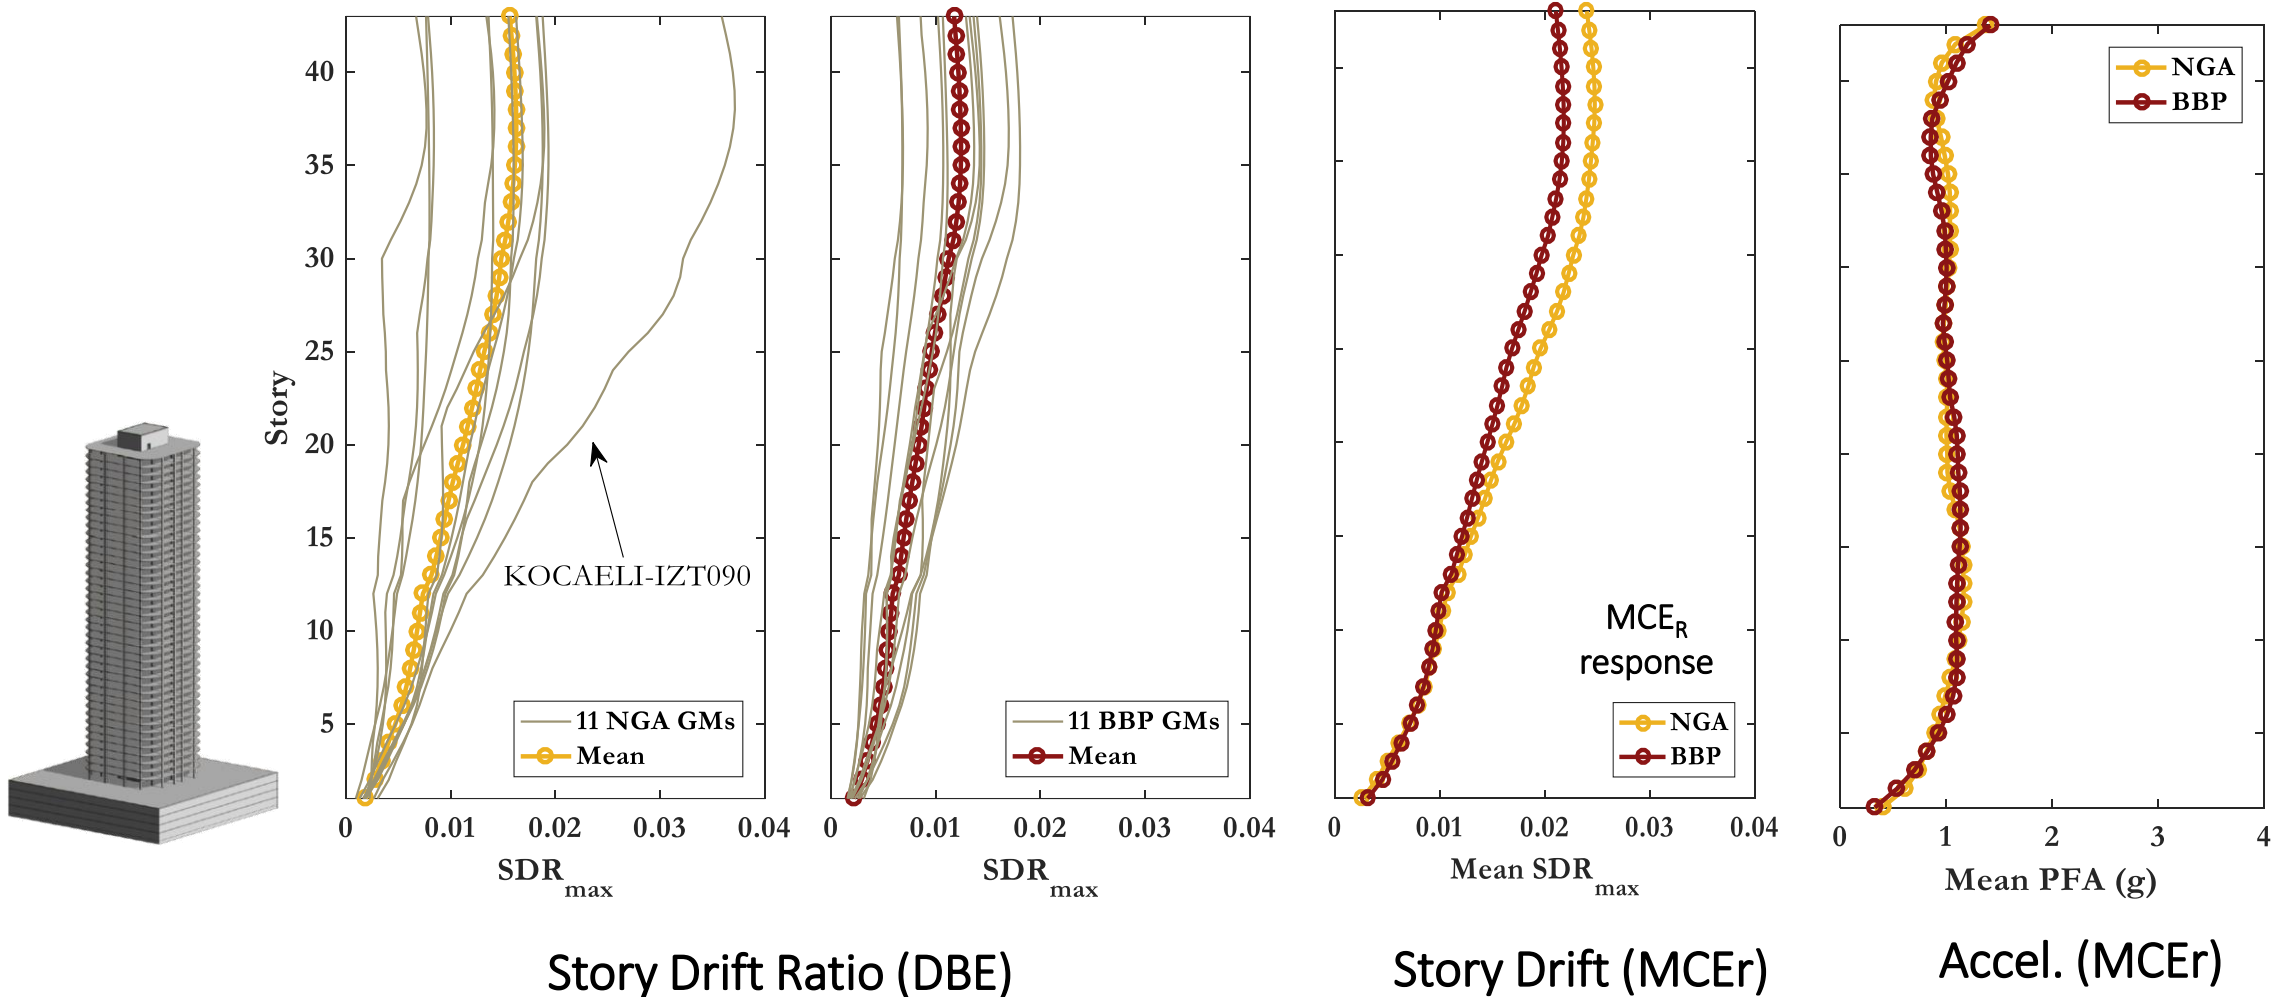 Story
40
35
30
25
20
15
10
5
KOCAELI-IZT090
11 NGA GMs
Mean
0 0.01 0.02 0.03 0.04
SDRmax
11 BBP GMs
Mean
0 0.01 0.02 0.03 0.04
SDRmax
Story Drift Ratio (DBE)
MCER
response
NGA
BBP
0 0.01 0.02 0.03 0.04
Mean SDRmax
Story Drift (MCEr)
NGA
BBP
0 1 2 3 4
Mean PFA (g)
Accel. (MCEr)